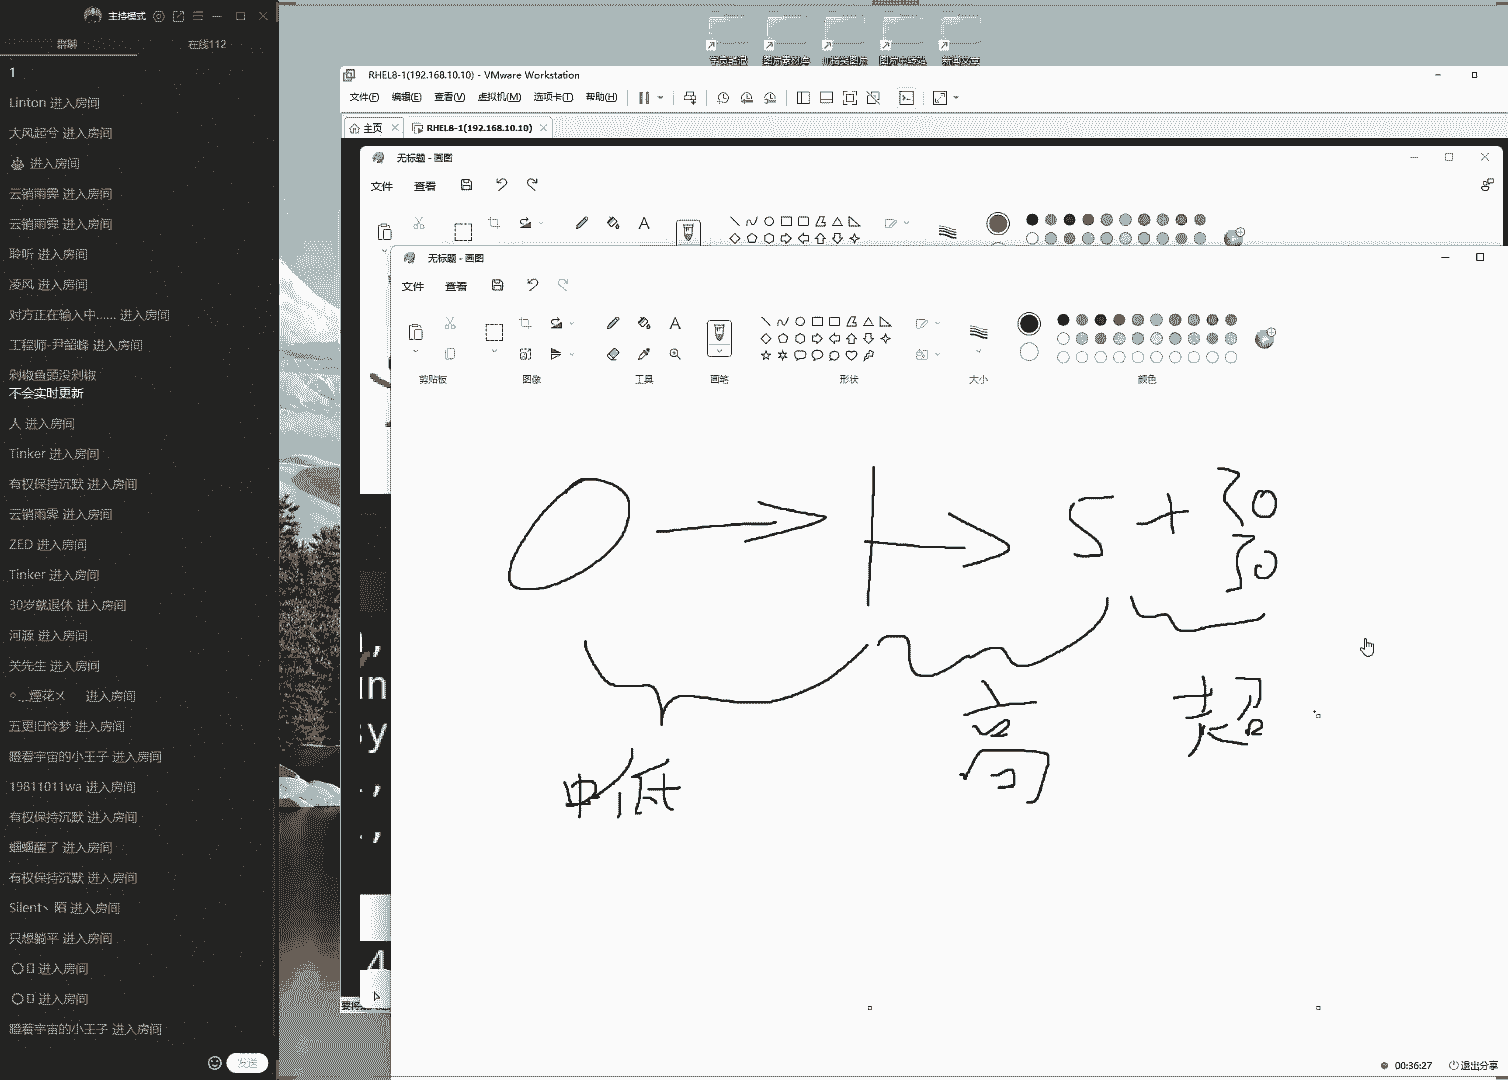 主持模式
群聊
在线112
1
Linton 进入房间
大风起兮 进入房间
进入房间
云销雨霁 进入房间
云销雨霁 进入房间
聆听 进入房间
凌风 进入房间
对方正在输入中...... 进入房间
工程师-尹韶峰 进入房间
剁椒鱼頭没剁椒
不会实时更新
人 进入房间
Tinker 进入房间
有权保持沉默 进入房间
云销雨霁 进入房间
ZED 进入房间
Tinker 进入房间
30岁就退休 进入房间
河源 进入房间
关先生 进入房间
进入房间
五更旧怜梦 进入房间
瞪着宇宙的小王子 进入房间
19811011wa 进入房间
有权保持沉默 进入房间
蝈蝈醒了 进入房间
有权保持沉默 进入房间
Silent丶陌 进入房间
只想躺平 进入房间
进入房间
进入房间
瞪着宇宙的小王子 进入房间
发送
RHEL8-1(192.168.10.10) - VMware Workstation
文件(F) 编辑(E) 查看(V) 虚拟机(M) 选项卡(T) 帮助(H)
主页 RHEL8-1(192.168.10.10)
无标题 - 画图
文件 查看
无标题 - 画图
文件 查看
剪贴板 图像 工具 画笔 形状 大小 颜色
0 → 1 → 5 + 20
30
中低 高 超
00:36:27 退出分享